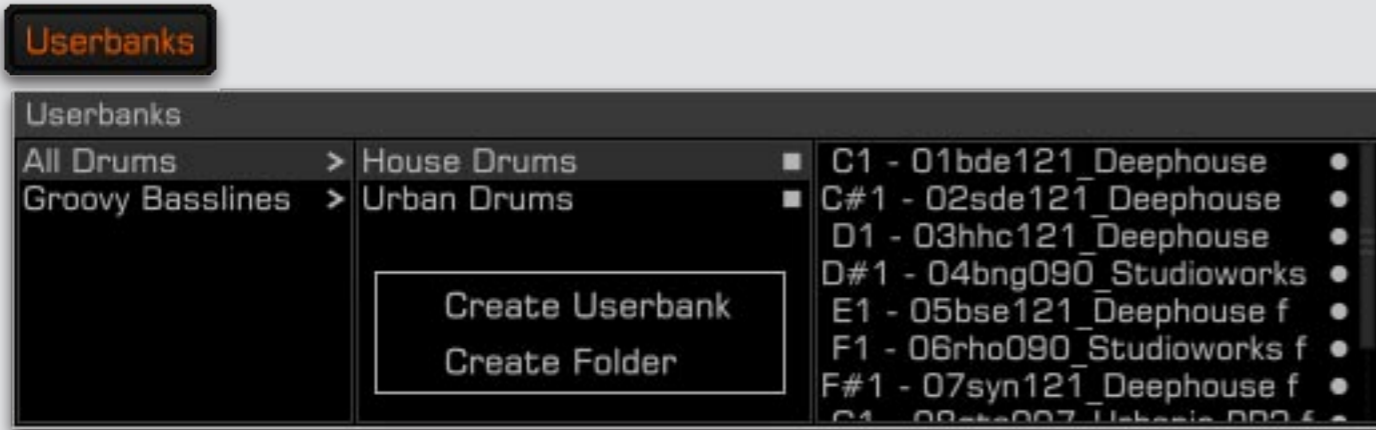 Userbanks
Userbanks
All Drums >
Groovy Basslines >
House Drums
Urban Drums
Create Userbank
Create Folder
C1 - 01bde121_Deephouse
C#1 - 02sde121_Deephouse
D1 - 03hhc121_Deephouse
D#1 - 04bng090_Studioworks
E1 - 05bse121_Deephouse f
F1 - 06rho090_Studioworks f
F#1 - 07syn121_Deephouse f